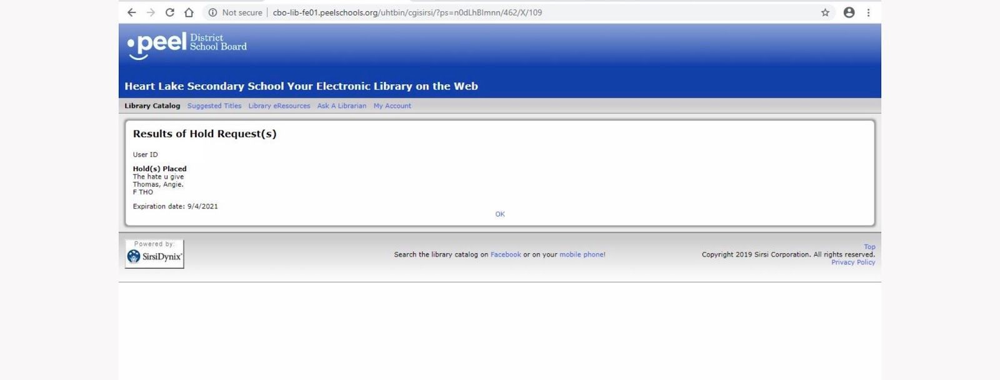 Not secure | cbo-lib-fe01.peelschools.org/uhtbin/cgisirsi/?ps=n0dLhBImnn/462/X/109
peel District
School Board
Heart Lake Secondary School Your Electronic Library on the Web
Library Catalog Suggested Titles Library eResources Ask A Librarian My Account
Results of Hold Request(s)
User ID
Hold(s) Placed
The hate u give
Thomas, Angie.
F THO
Expiration date: 9/4/2021
OK
Powered by:
SirsiDynix
Search the library catalog on Facebook or on your mobile phone!
Top
Copyright 2019 Sirsi Corporation. All rights reserved.
Privacy Policy